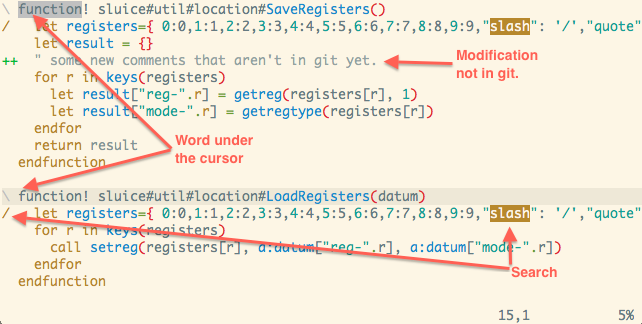 \ function! sluice#util#location#SaveRegisters()
/   let registers={ 0:0,1:1,2:2,3:3,4:4,5:5,6:6,7:7,8:8,9:9,"slash": '/',"quote"
    let result = {}
++  " some new comments that aren't in git yet.
Modification
not in git.
    for r in keys(registers)
      let result["reg-".r] = getreg(registers[r], 1)
      let result["mode-".r] = getregtype(registers[r])
    endfor
Word under
the cursor
    return result
  endfunction
\ function! sluice#util#location#LoadRegisters(datum)
/   let registers={ 0:0,1:1,2:2,3:3,4:4,5:5,6:6,7:7,8:8,9:9,"slash": '/',"quote"
    for r in keys(registers)
      call setreg(registers[r], a:datum["reg-".r], a:datum["mode-".r])
    endfor
Search
  endfunction
15,1 5%